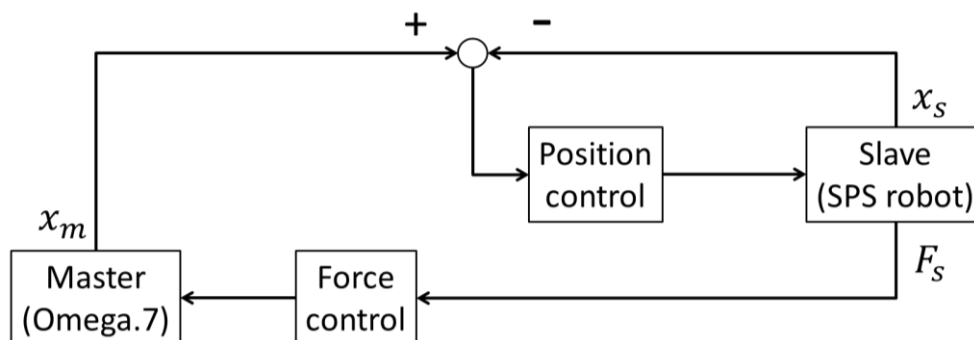 + -
x_s
Position
control
Slave
(SPS robot)
x_m
F_s
Master
(Omega.7)
Force
control